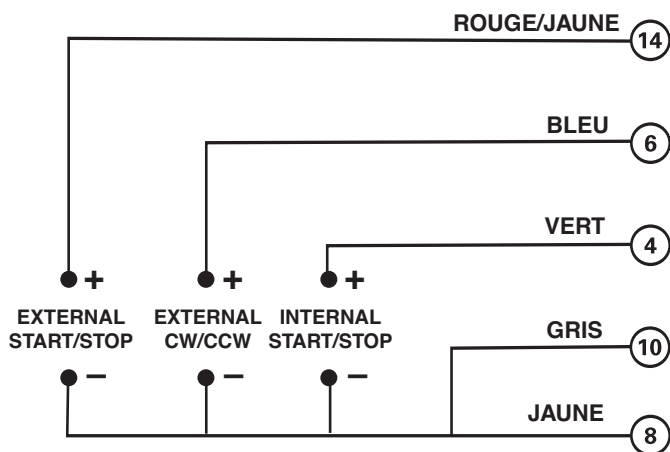 ROUGE/JAUNE
14
BLEU
6
VERT
4
+ + +
EXTERNAL START/STOP
EXTERNAL CW/CCW
INTERNAL START/STOP
− − −
GRIS
10
JAUNE
8